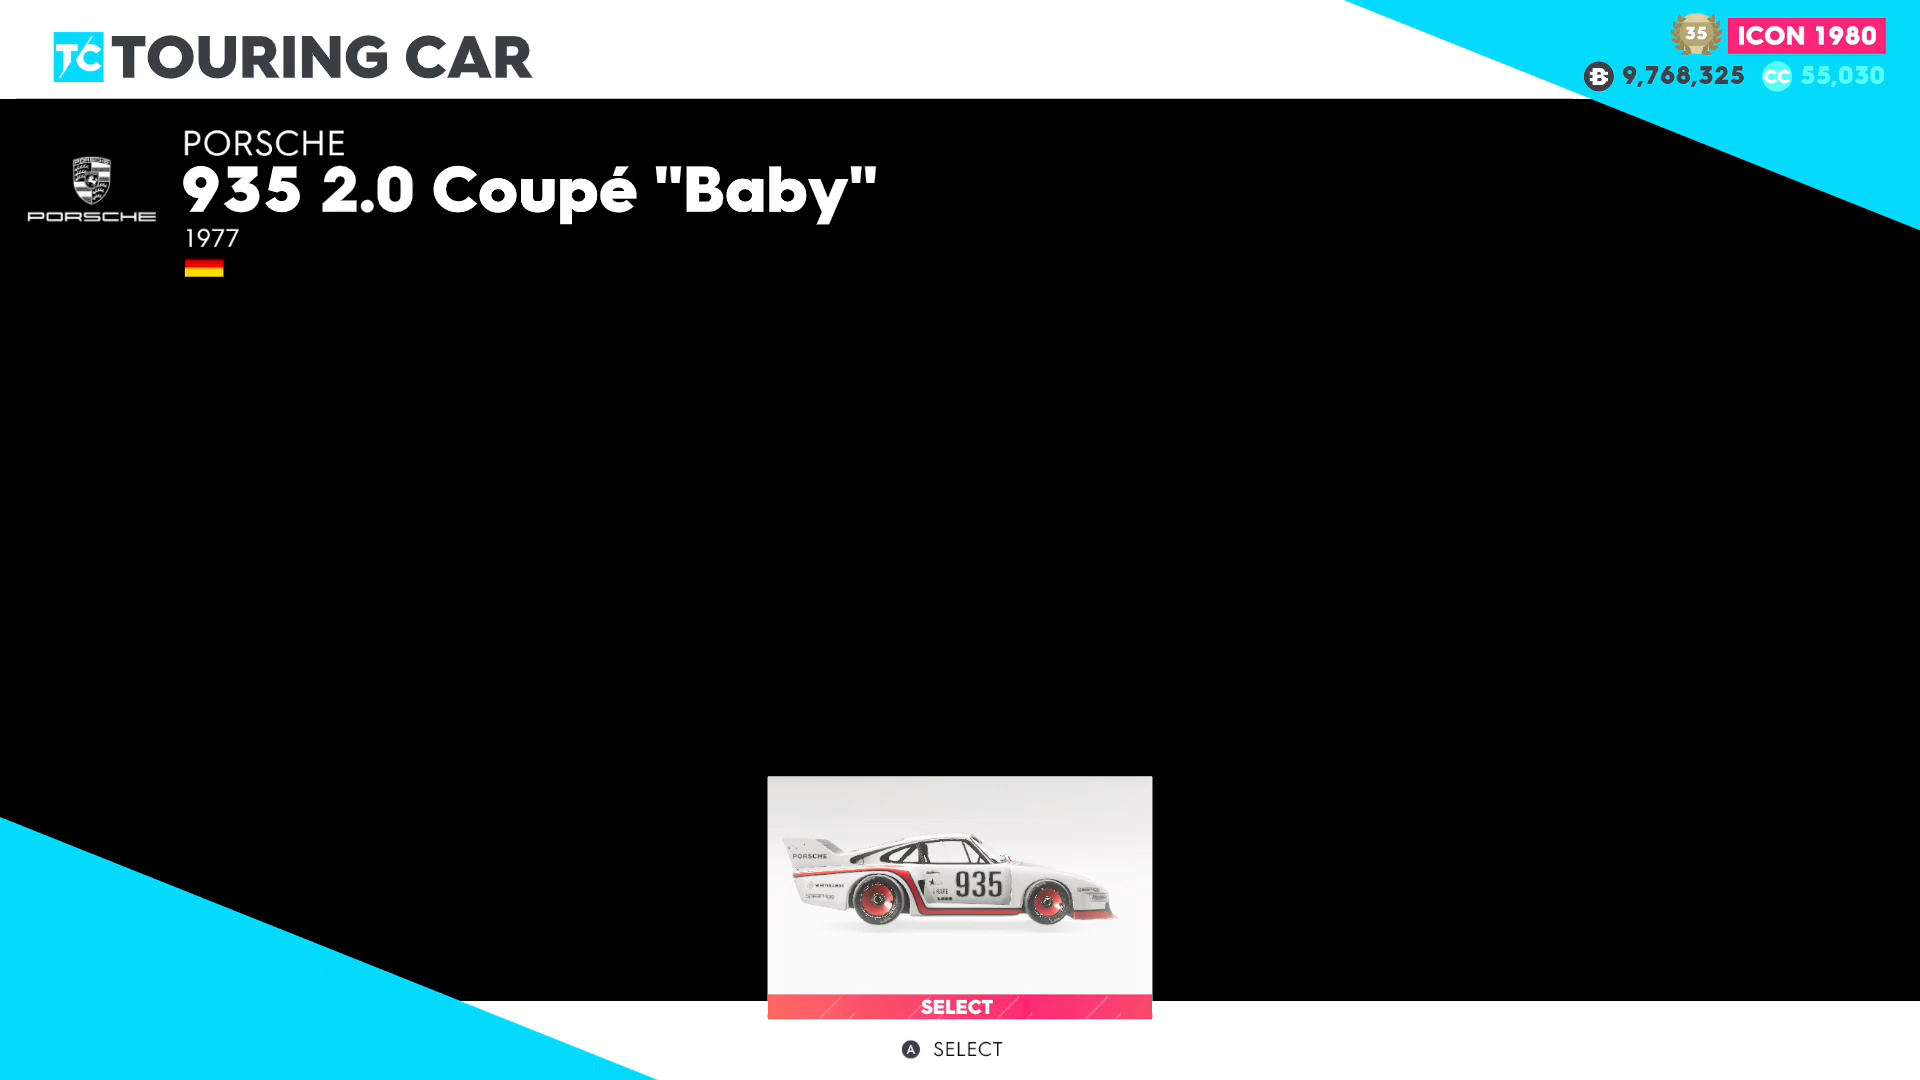 TC TOURING CAR
35 ICON 1980
9,768,325 CC 55,030
PORSCHE
PORSCHE
935 2.0 Coupé "Baby"
1977
PORSCHE
935
SELECT
A SELECT